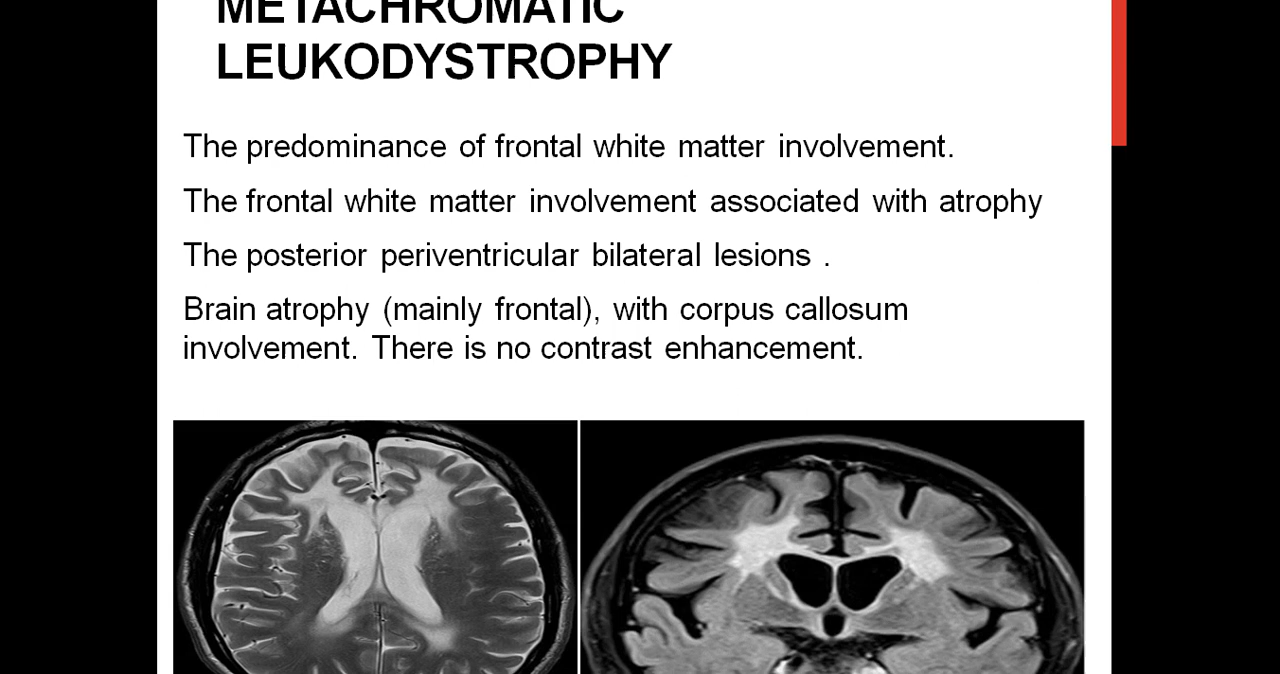 METACHROMATIC
LEUKODYSTROPHY
The predominance of frontal white matter involvement.
The frontal white matter involvement associated with atrophy
The posterior periventricular bilateral lesions .
Brain atrophy (mainly frontal), with corpus callosum
involvement. There is no contrast enhancement.